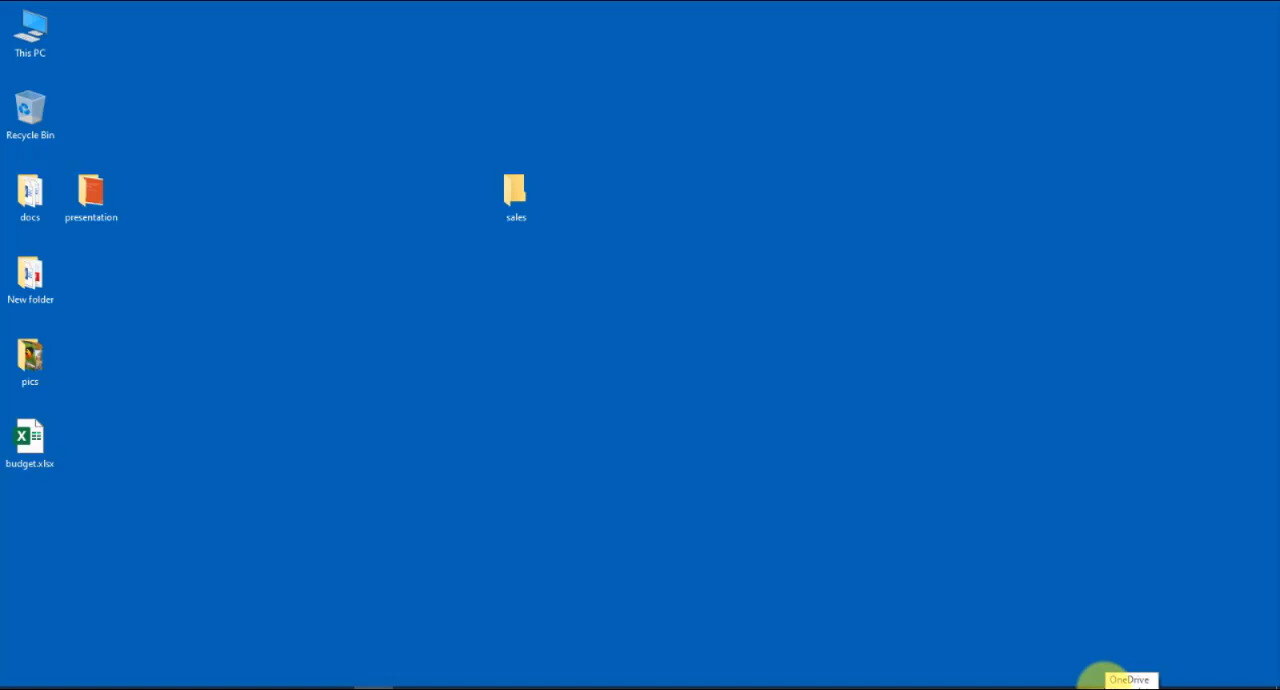 This PC
Recycle Bin
docs
presentation
sales
New folder
pics
budget.xlsx
OneDrive